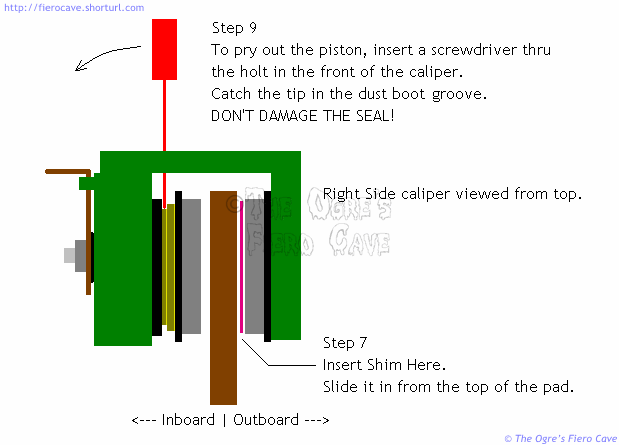 http://fierocave.shorturl.com
Step 9
To pry out the piston, insert a screwdriver thru
the holt in the front of the caliper.
Catch the tip in the dust boot groove.
DON'T DAMAGE THE SEAL!
© The Ogre's
Fiero Cave
Right Side caliper viewed from top.
Step 7
Insert Shim Here.
Slide it in from the top of the pad.
<--- Inboard | Outboard --->
© The Ogre's Fiero Cave